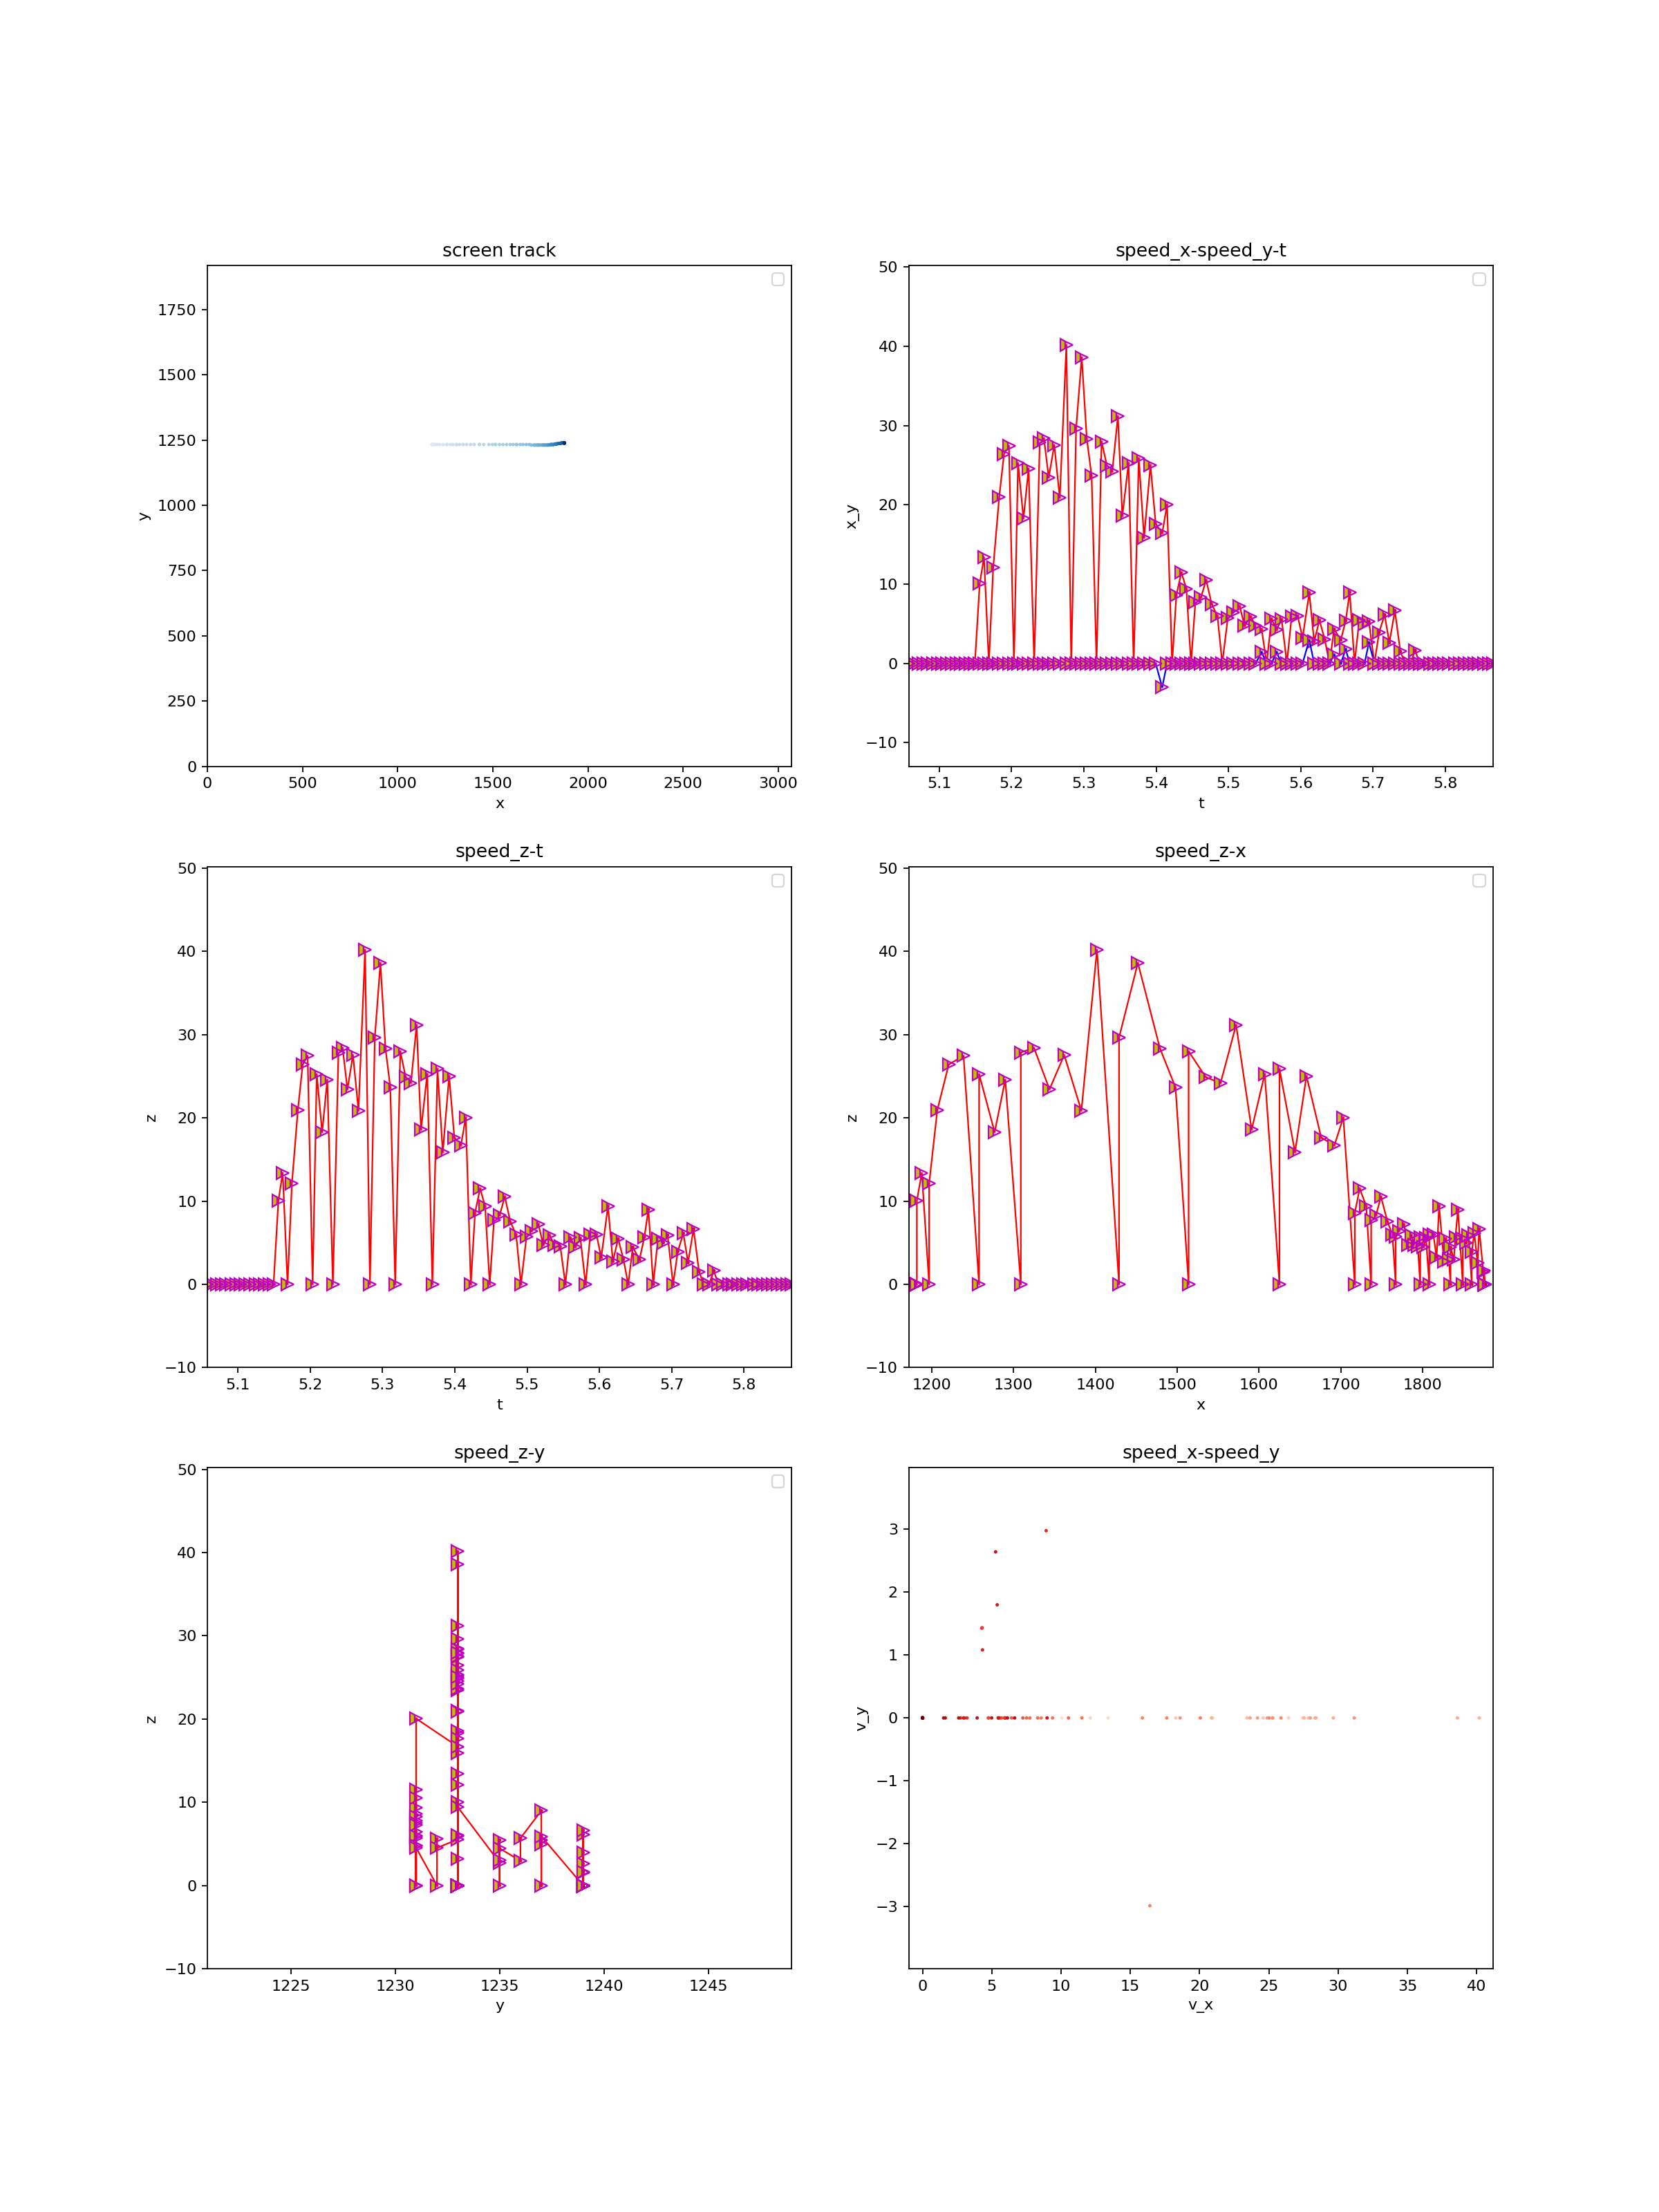 screen track
1750
1500
1250
1000
750
500
250
0
y
0 500 1000 1500 2000 2500 3000
x
speed_x-speed_y-t
50
40
30
20
10
0
−10
x_y
5.1 5.2 5.3 5.4 5.5 5.6 5.7 5.8
t
speed_z-t
50
40
30
20
10
0
−10
z
5.1 5.2 5.3 5.4 5.5 5.6 5.7 5.8
t
speed_z-x
50
40
30
20
10
0
−10
z
1200 1300 1400 1500 1600 1700 1800
x
speed_z-y
50
40
30
20
10
0
−10
z
1225 1230 1235 1240 1245
y
speed_x-speed_y
3
2
1
0
−1
−2
−3
v_y
0 5 10 15 20 25 30 35 40
v_x